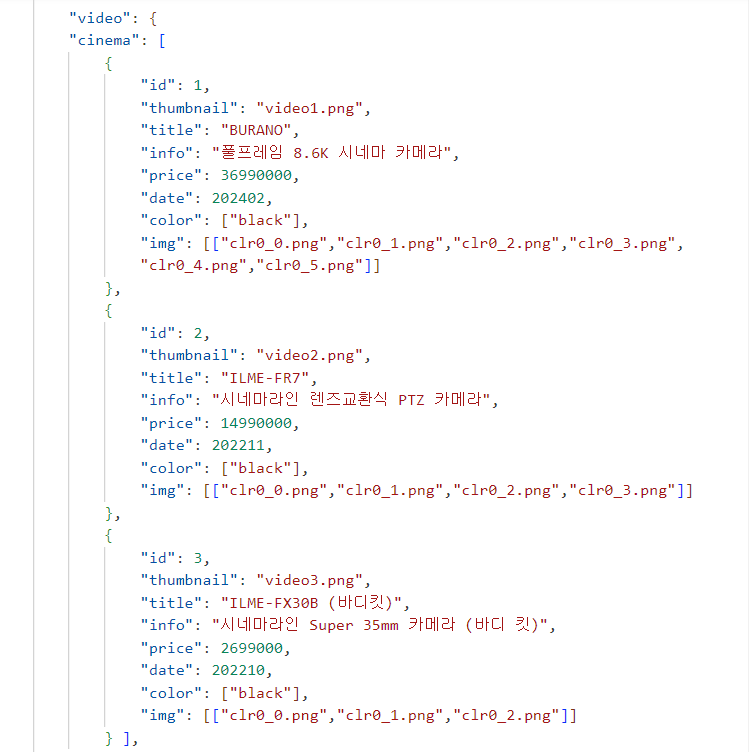 "video": {
"cinema": [
{
"id": 1,
"thumbnail": "video1.png",
"title": "BURANO",
"info": "풀프레임 8.6K 시네마 카메라",
"price": 36990000,
"date": 202402,
"color": ["black"],
"img": [["clr0_0.png","clr0_1.png","clr0_2.png","clr0_3.png",
"clr0_4.png","clr0_5.png"]]
},
{
"id": 2,
"thumbnail": "video2.png",
"title": "ILME-FR7",
"info": "시네마라인 렌즈교환식 PTZ 카메라",
"price": 14990000,
"date": 202211,
"color": ["black"],
"img": [["clr0_0.png","clr0_1.png","clr0_2.png","clr0_3.png"]]
},
{
"id": 3,
"thumbnail": "video3.png",
"title": "ILME-FX30B (바디킷)",
"info": "시네마라인 Super 35mm 카메라 (바디 킷)",
"price": 2699000,
"date": 202210,
"color": ["black"],
"img": [["clr0_0.png","clr0_1.png","clr0_2.png"]]
} ],